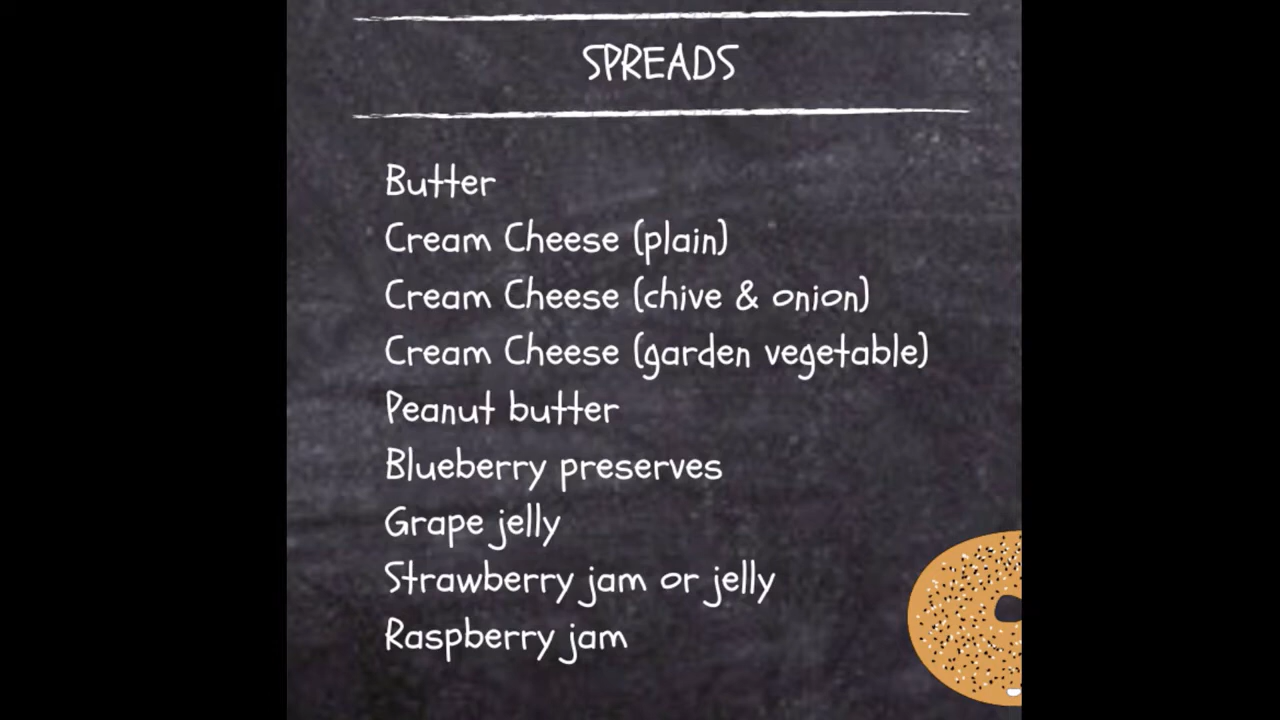 SPREADS
Butter
Cream Cheese (plain)
Cream Cheese (chive & onion)
Cream Cheese (garden vegetable)
Peanut butter
Blueberry preserves
Grape jelly
Strawberry jam or jelly
Raspberry jam